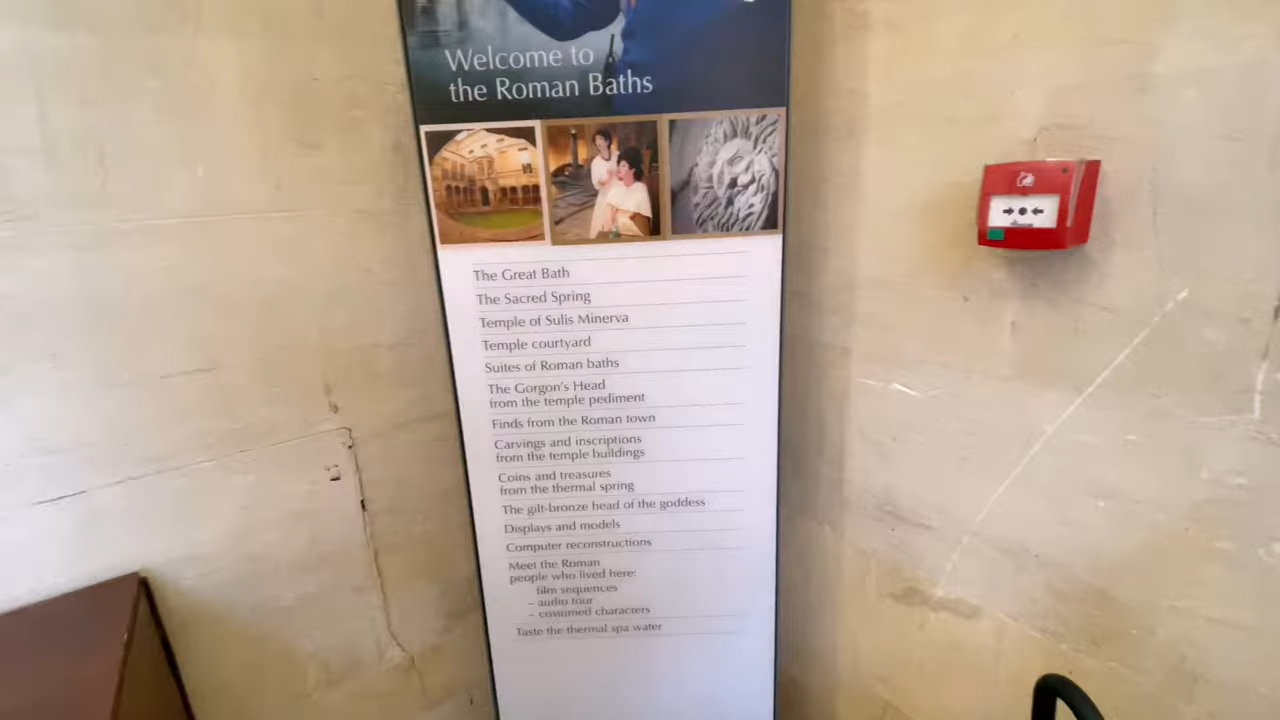 Welcome to
the Roman Baths
The Great Bath
The Sacred Spring
Temple of Sulis Minerva
Temple courtyard
Suites of Roman baths
The Gorgon's Head
from the temple pediment
Finds from the Roman town
Carvings and inscriptions
from the temple buildings
Coins and treasures
from the thermal spring
The gilt-bronze head of the goddess
Displays and models
Computer reconstructions
Meet the Roman
people who lived here:
film sequences
– audio tour
– costumed characters
Taste the thermal spa water